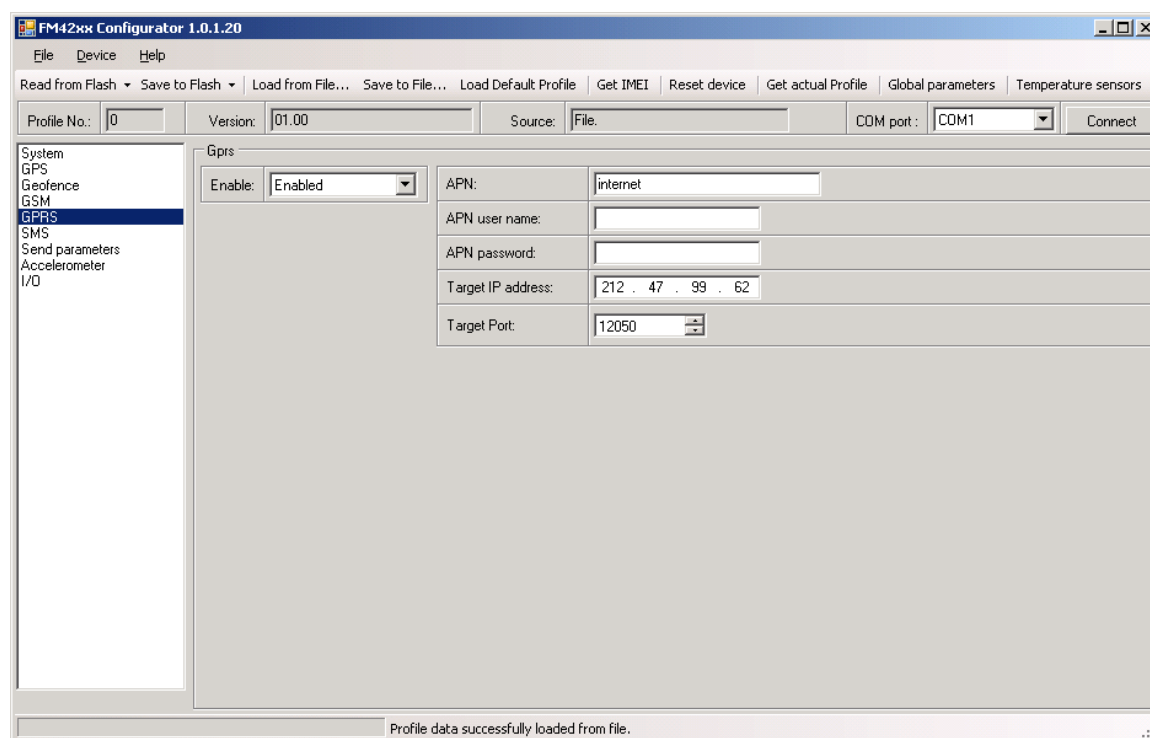 FM42xx Configurator 1.0.1.20
File Device Help
Read from Flash Save to Flash Load from File... Save to File... Load Default Profile Get IMEI Reset device Get actual Profile Global parameters Temperature sensors
Profile No.: 0 Version: 01.00 Source: File. COM port : COM1 Connect
System
GPS
Geofence
GSM
GPRS
SMS
Send parameters
Accelerometer
I/O
Gprs
Enable: Enabled
APN: internet
APN user name:
APN password:
Target IP address: 212 . 47 . 99 . 62
Target Port: 12050
Profile data successfully loaded from file.